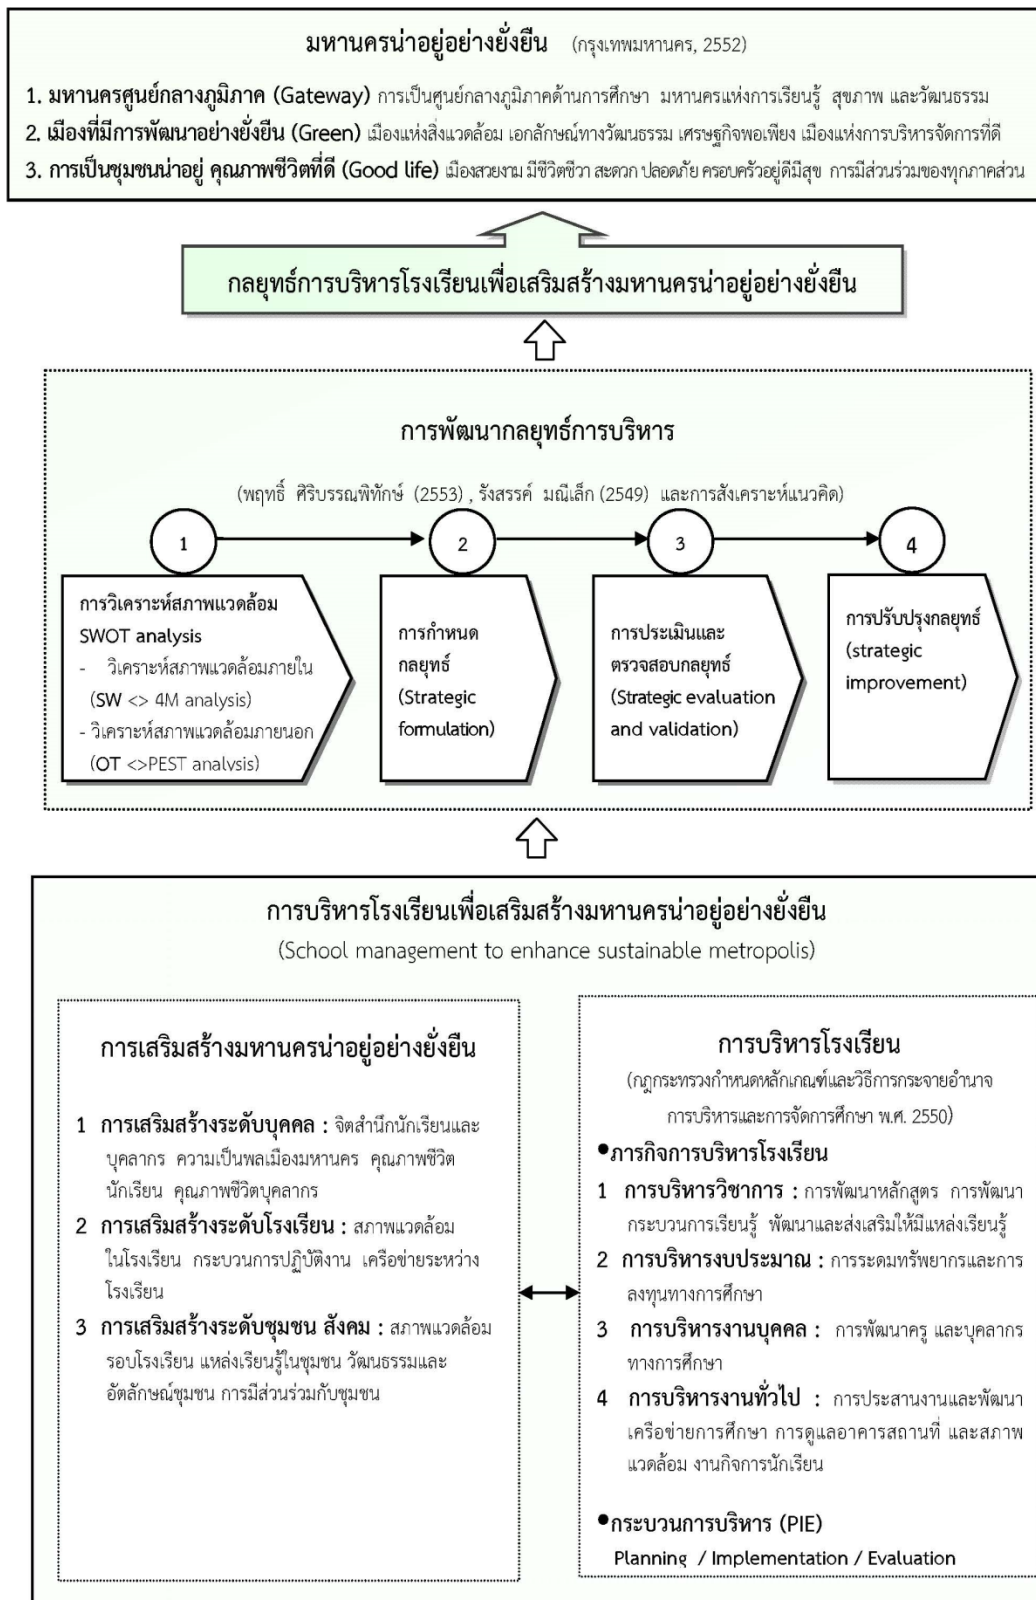 มหานครน่าอยู่อย่างยั่งยืน (กรุงเทพมหานคร, 2552)
1. มหานครศูนย์กลางภูมิภาค (Gateway) การเป็นศูนย์กลางภูมิภาคด้านการศึกษา มหานครแห่งการเรียนรู้ สุขภาพ และวัฒนธรรม
2. เมืองที่มีการพัฒนาอย่างยั่งยืน (Green) เมืองแห่งสิ่งแวดล้อม เอกลักษณ์ทางวัฒนธรรม เศรษฐกิจพอเพียง เมืองแห่งการบริหารจัดการที่ดี
3. การเป็นชุมชนน่าอยู่ คุณภาพชีวิตที่ดี (Good life) เมืองสวยงาม มีชีวิตชีวา สะดวก ปลอดภัย ครอบครัวอยู่ดีมีสุข การมีส่วนร่วมของทุกภาคส่วน
กลยุทธ์การบริหารโรงเรียนเพื่อเสริมสร้างมหานครน่าอยู่อย่างยั่งยืน
การพัฒนากลยุทธ์การบริหาร
(พฤทธิ์ ศิริบรรณพิทักษ์ (2553) , รังสรรค์ มณีเล็ก (2549) และการสังเคราะห์แนวคิด)
1
2
3
4
การวิเคราะห์สภาพแวดล้อม
SWOT analysis
- วิเคราะห์สภาพแวดล้อมภายใน
(SW <> 4M analysis)
- วิเคราะห์สภาพแวดล้อมภายนอก
(OT <>PEST analysis)
การกำหนด
กลยุทธ์
(Strategic
formulation)
การประเมินและ
ตรวจสอบกลยุทธ์
(Strategic evaluation
and validation)
การปรับปรุงกลยุทธ์
(strategic
improvement)
การบริหารโรงเรียนเพื่อเสริมสร้างมหานครน่าอยู่อย่างยั่งยืน
(School management to enhance sustainable metropolis)
การเสริมสร้างมหานครน่าอยู่อย่างยั่งยืน
1 การเสริมสร้างระดับบุคคล : จิตสำนึกนักเรียนและ
บุคลากร ความเป็นพลเมืองมหานคร คุณภาพชีวิต
นักเรียน คุณภาพชีวิตบุคลากร
2 การเสริมสร้างระดับโรงเรียน : สภาพแวดล้อม
ในโรงเรียน กระบวนการปฏิบัติงาน เครือข่ายระหว่าง
โรงเรียน
3 การเสริมสร้างระดับชุมชน สังคม : สภาพแวดล้อม
รอบโรงเรียน แหล่งเรียนรู้ในชุมชน วัฒนธรรมและ
อัตลักษณ์ชุมชน การมีส่วนร่วมกับชุมชน
การบริหารโรงเรียน
(กฎกระทรวงกำหนดหลักเกณฑ์และวิธีการกระจายอำนาจ
การบริหารและการจัดการศึกษา พ.ศ. 2550)
●ภารกิจการบริหารโรงเรียน
1 การบริหารวิชาการ : การพัฒนาหลักสูตร การพัฒนา
กระบวนการเรียนรู้ พัฒนาและส่งเสริมให้มีแหล่งเรียนรู้
2 การบริหารงบประมาณ : การระดมทรัพยากรและการ
ลงทุนทางการศึกษา
3 การบริหารงานบุคคล : การพัฒนาครู และบุคลากร
ทางการศึกษา
4 การบริหารงานทั่วไป : การประสานงานและพัฒนา
เครือข่ายการศึกษา การดูแลอาคารสถานที่ และสภาพ
แวดล้อม งานกิจการนักเรียน
●กระบวนการบริหาร (PIE)
Planning / Implementation / Evaluation